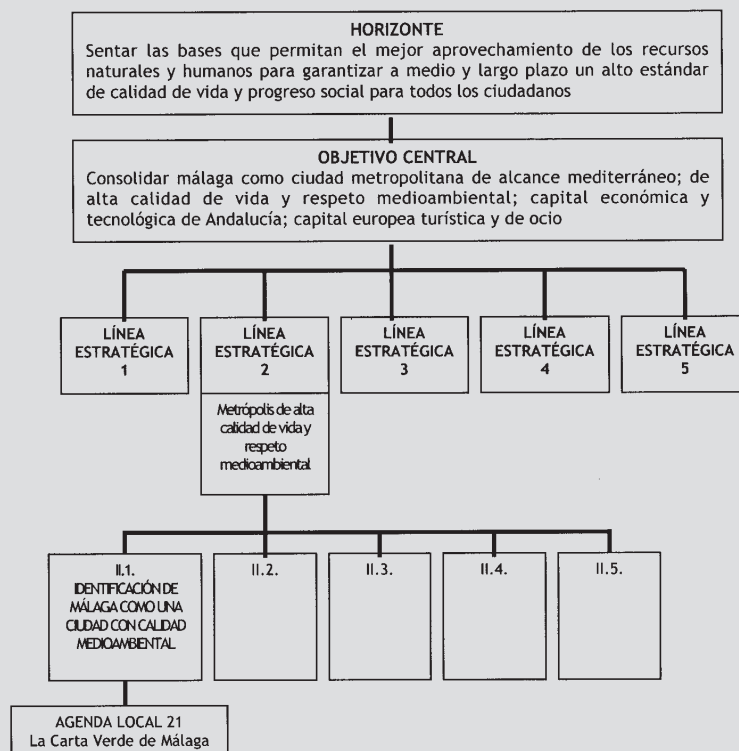 HORIZONTE
Sentar las bases que permitan el mejor aprovechamiento de los recursos
naturales y humanos para garantizar a medio y largo plazo un alto estándar
de calidad de vida y progreso social para todos los ciudadanos
OBJETIVO CENTRAL
Consolidar málaga como ciudad metropolitana de alcance mediterráneo; de
alta calidad de vida y respeto medioambiental; capital económica y
tecnológica de Andalucía; capital europea turística y de ocio
LÍNEA
ESTRATÉGICA
1
LÍNEA
ESTRATÉGICA
2
LÍNEA
ESTRATÉGICA
3
LÍNEA
ESTRATÉGICA
4
LÍNEA
ESTRATÉGICA
5
Metrópolis de alta
calidad de vida y
respeto
medioambiental
II.1.
IDENTIFICACIÓN DE
MÁLAGA COMO UNA
CIUDAD CON CALIDAD
MEDIOAMBIENTAL
II.2.
II.3.
II.4.
II.5.
AGENDA LOCAL 21
La Carta Verde de Málaga